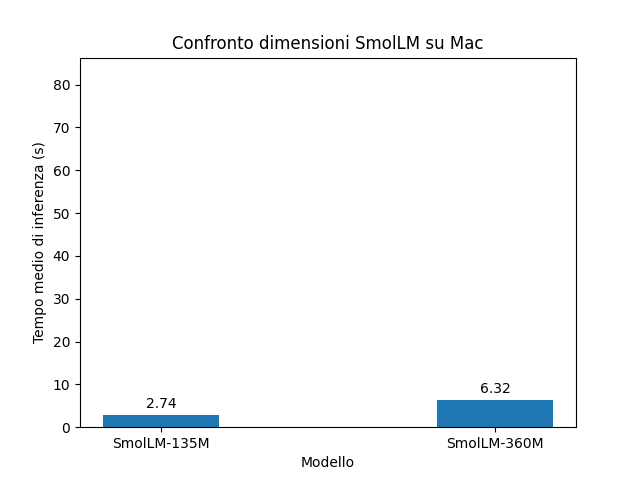 Confronto dimensioni SmolLM su Mac
80
70
60
50
40
30
20
10
0
Tempo medio di inferenza (s)
2.74
6.32
SmolLM-135M
SmolLM-360M
Modello